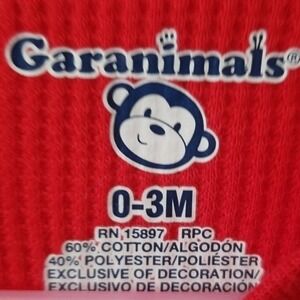 Garanimals®
0-3M
RN 15897 RPC
60% COTTON/ALGODÓN
40% POLYESTER/POLIÉSTER
EXCLUSIVE OF DECORATION/
EXCLUSIVO DE DECORACIÓN